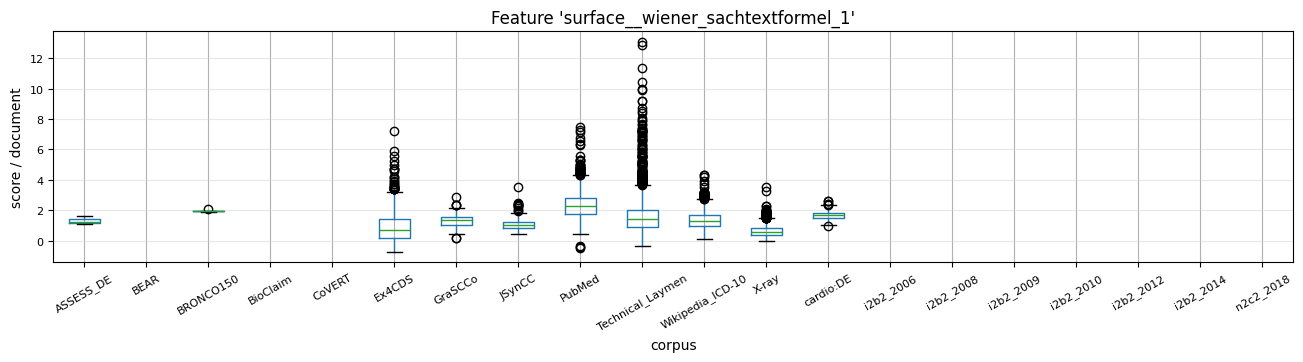 Feature 'surface__wiener_sachtextformel_1'
score / document
12
10
8
6
4
2
0
ASSESS_DE
BEAR
BRONCO150
BioClaim
CoVERT
Ex4CDS
GraSCCo
JSynCC
PubMed
Technical_Laymen
Wikipedia_ICD-10
X-ray
cardio:DE
i2b2_2006
i2b2_2008
i2b2_2009
i2b2_2010
i2b2_2012
i2b2_2014
n2c2_2018
corpus